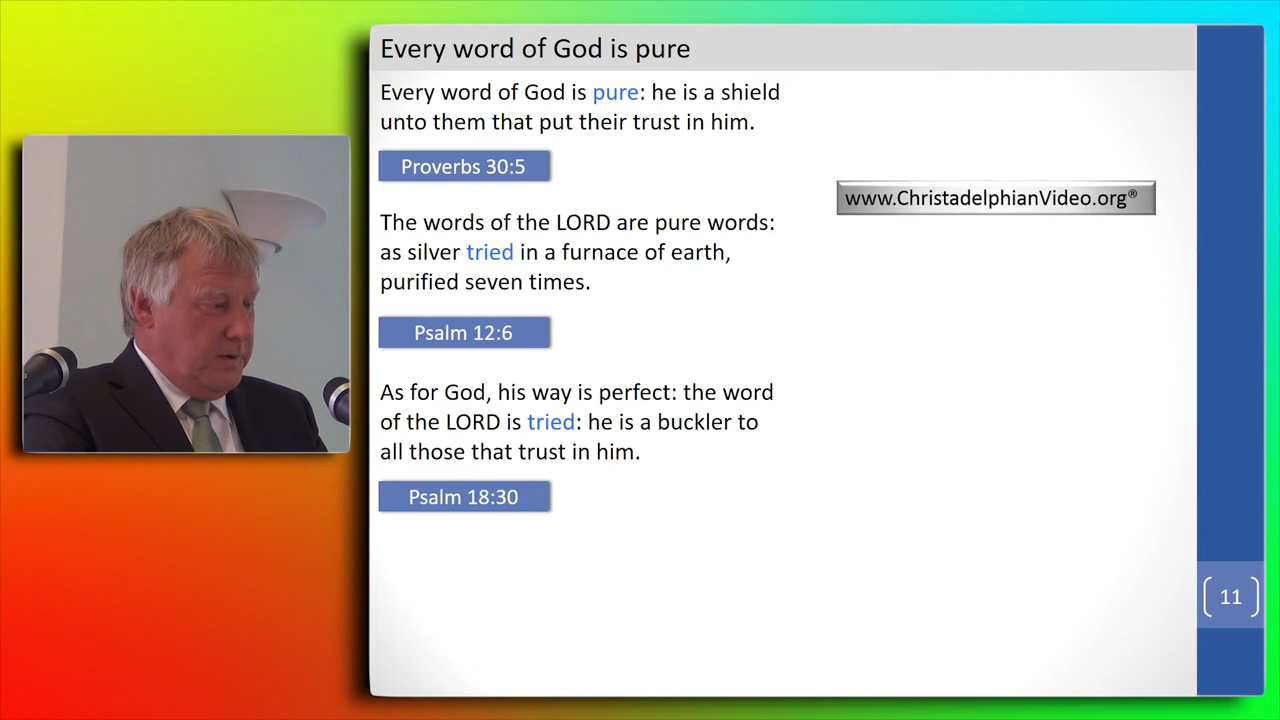 Every word of God is pure
Every word of God is pure: he is a shield
unto them that put their trust in him.
Proverbs 30:5
www.ChristadelphianVideo.org®
The words of the LORD are pure words:
as silver tried in a furnace of earth,
purified seven times.
Psalm 12:6
As for God, his way is perfect: the word
of the LORD is tried: he is a buckler to
all those that trust in him.
Psalm 18:30
11